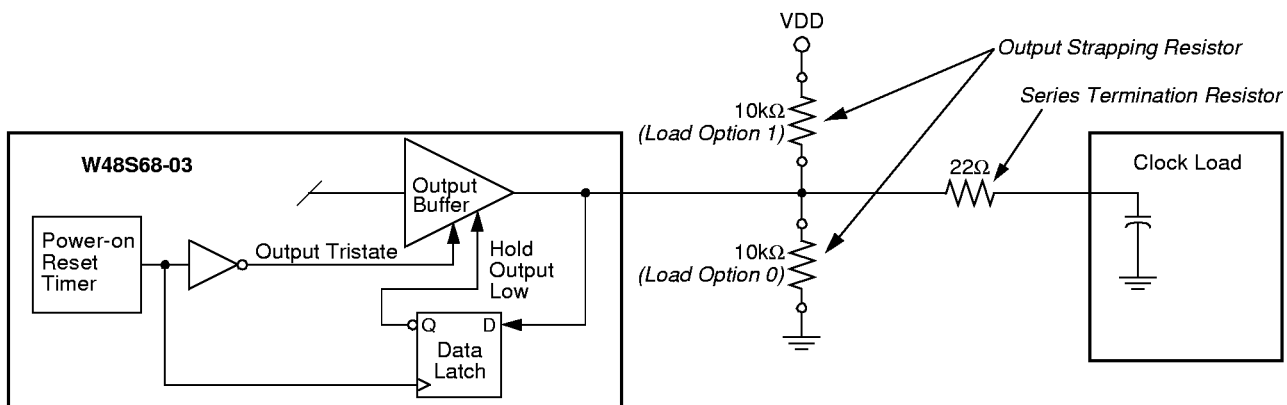 VDD
Output Strapping Resistor
Series Termination Resistor
10kΩ
(Load Option 1)
W48S68-03
Clock Load
22Ω
Output
Buffer
Power-on
Reset
Timer
Output Tristate
Hold
Output
Low
10kΩ
(Load Option 0)
Q
D
Data
Latch